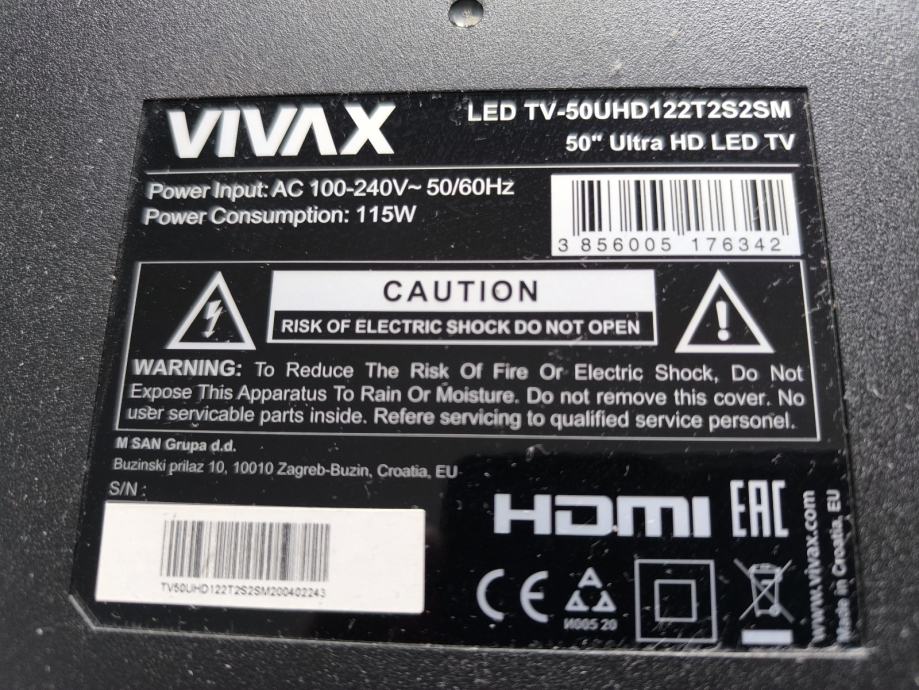 VIVAX
LED TV-50UHD122T2S2SM
50" Ultra HD LED TV
Power Input: AC 100-240V~ 50/60Hz
Power Consumption: 115W
3 856005 176342
CAUTION
RISK OF ELECTRIC SHOCK DO NOT OPEN
WARNING: To Reduce The Risk Of Fire Or Electric Shock, Do Not
Expose This Apparatus To Rain Or Moisture. Do not remove this cover. No
user servicable parts inside. Refere servicing to qualified service personel.
M SAN Grupa d.d.
Buzinski prilaz 10, 10010 Zagreb-Buzin, Croatia, EU
S/N :
TV50UHD122T2S2SM200402243
HDMI
EAC
CE
A
И005 20
www.vivax.com
Made in Croatia, EU